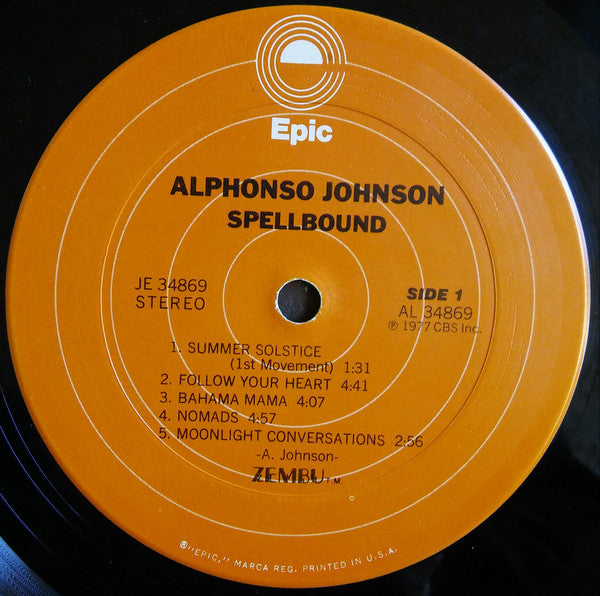 Epic
ALPHONSO JOHNSON
SPELLBOUND
JE 34869
STEREO
SIDE 1
AL 34869
℗ 1977 CBS Inc.
1. SUMMER SOLSTICE
(1st Movement) 1:31
2. FOLLOW YOUR HEART 4:41
3. BAHAMA MAMA 4:07
4. NOMADS 4:57
5. MOONLIGHT CONVERSATIONS 2:56
-A. Johnson-
ZEMBU™
®"EPIC," MARCA REG. PRINTED IN U.S.A.